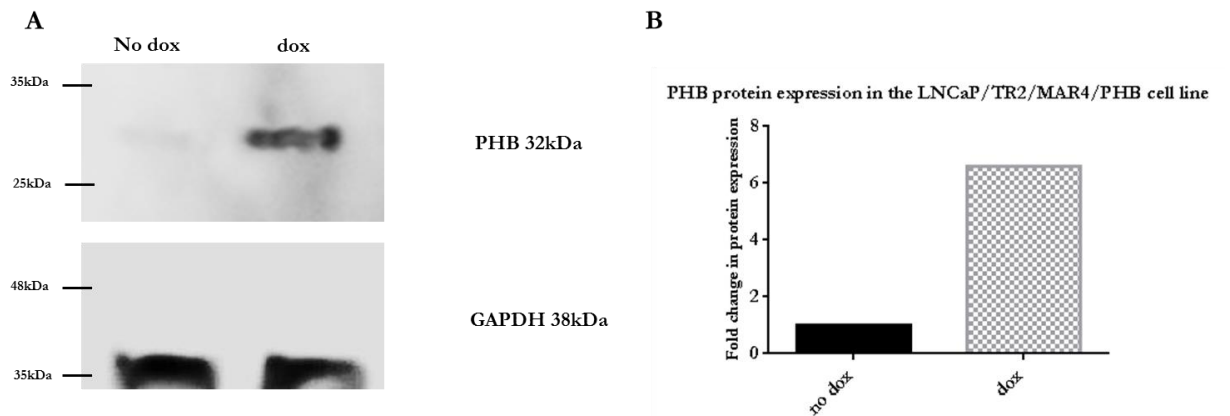 A
No dox
dox
35kDa
25kDa
PHB 32kDa
48kDa
35kDa
GAPDH 38kDa
B
PHB protein expression in the LNCaP/TR2/MAR4/PHB cell line
Fold change in protein expression
8
6
4
2
0
no dox
dox